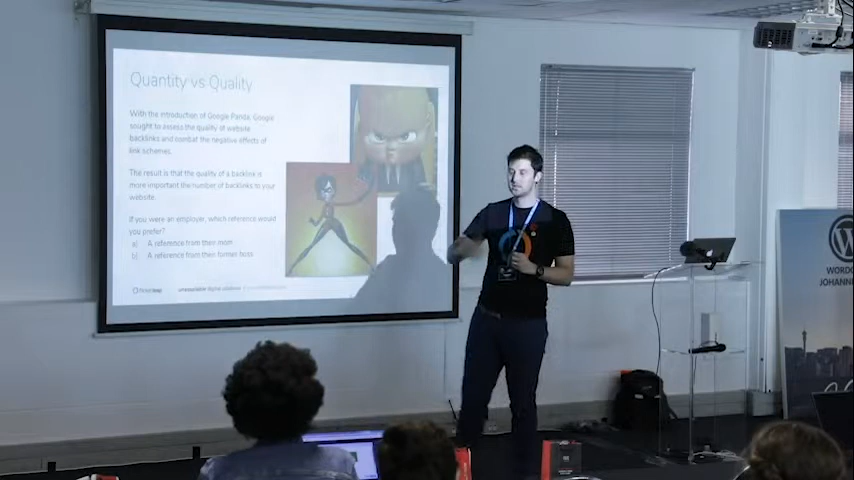 Quantity vs Quality
With the introduction of Google Panda, Google
sought to assess the quality of website
backlinks and combat the negative effects of
link schemes.
The result is that the quality of a backlink is
more important the number of backlinks to your
website.
If you were an employer, which reference would
you prefer?
a) A reference from their mom
b) A reference from their former boss
WORDC
JOHANNE